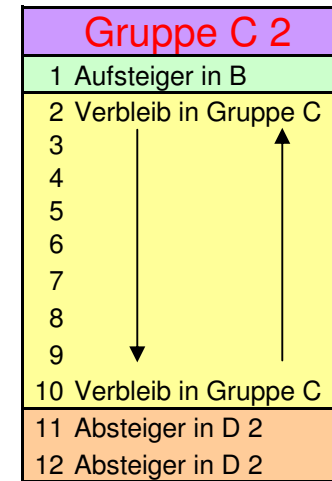 Gruppe C 2
1 Aufsteiger in B
2 Verbleib in Gruppe C
3
4
5
6
7
8
9
10 Verbleib in Gruppe C
11 Absteiger in D 2
12 Absteiger in D 2